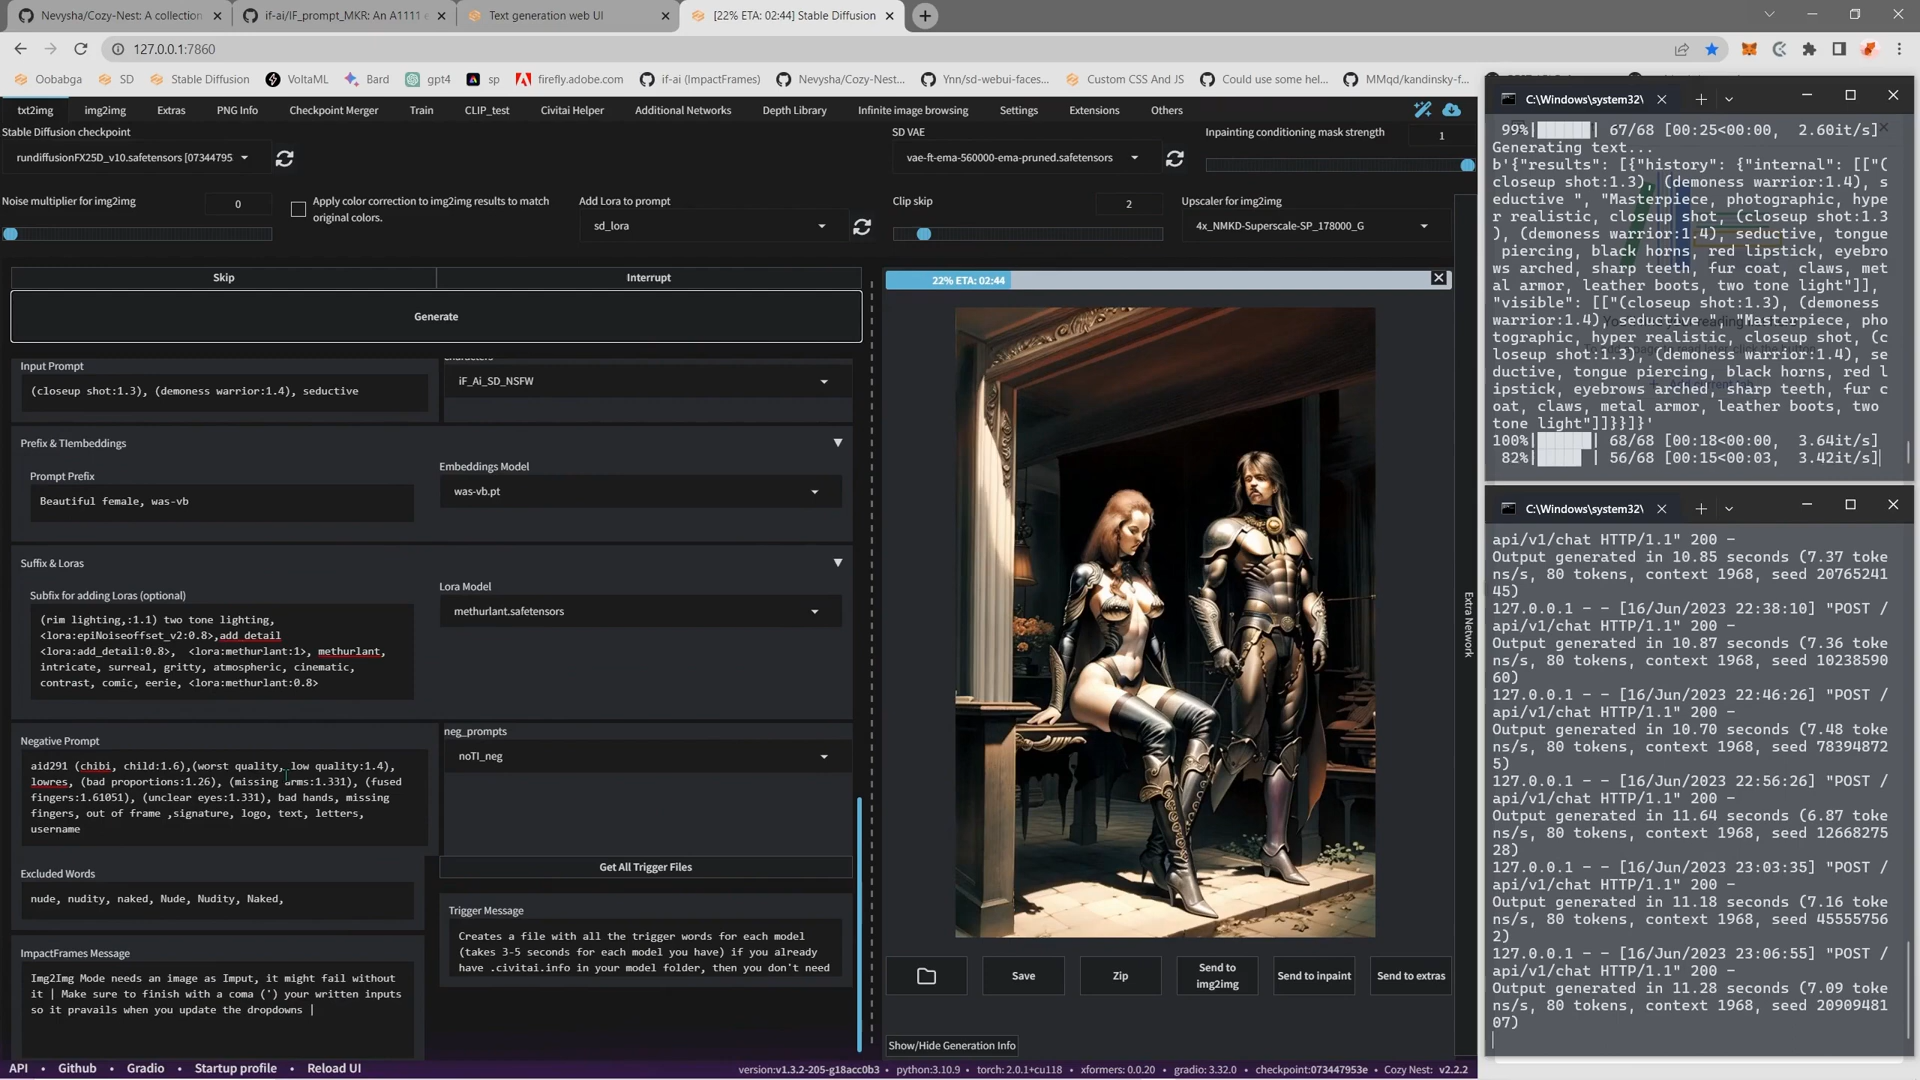 Nevysha/Cozy-Nest: A collection
if-ai/IF_prompt_MKR: An A1111 e
Text generation web UI
[22% ETA: 02:44] Stable Diffusion
127.0.0.1:7860
Oobabga
SD
Stable Diffusion
VoltaML
Bard
gpt4
sp
firefly.adobe.com
if-ai (ImpactFrames)
Nevysha/Cozy-Nest...
Ynn/sd-webui-faces...
Custom CSS And JS
Could use some hel...
MMqd/kandinsky-f...
txt2img
img2img
Extras
PNG Info
Checkpoint Merger
Train
CLIP_test
Civitai Helper
Additional Networks
Depth Library
Infinite image browsing
Settings
Extensions
Others
Stable Diffusion checkpoint
rundiffusionFX25D_v10.safetensors [07344795
SD VAE
vae-ft-ema-560000-ema-pruned.safetensors
Inpainting conditioning mask strength
1
Noise multiplier for img2img
0
Apply color correction to img2img results to match
original colors.
Add Lora to prompt
sd_lora
Clip skip
2
Upscaler for img2img
4x_NMKD-Superscale-SP_178000_G
Skip
Interrupt
Generate
Input Prompt
(closeup shot:1.3), (demoness warrior:1.4), seductive
characters
iF_Ai_SD_NSFW
Prefix & TIembeddings
Prompt Prefix
Beautiful female, was-vb
Embeddings Model
was-vb.pt
Suffix & Loras
Subfix for adding Loras (optional)
(rim lighting,:1.1) two tone lighting,
<lora:epiNoiseoffset_v2:0.8>,add detail
<lora:add_detail:0.8>, <lora:methurlant:1>, methurlant,
intricate, surreal, gritty, atmospheric, cinematic,
contrast, comic, eerie, <lora:methurlant:0.8>
Lora Model
methurlant.safetensors
Negative Prompt
aid291 (chibi, child:1.6),(worst quality, low quality:1.4),
lowres, (bad proportions:1.26), (missing arms:1.331), (fused
fingers:1.61051), (unclear eyes:1.331), bad hands, missing
fingers, out of frame ,signature, logo, text, letters,
username
neg_prompts
noTI_neg
Excluded Words
nude, nudity, naked, Nude, Nudity, Naked,
Get All Trigger Files
Trigger Message
Creates a file with all the trigger words for each model
(takes 3-5 seconds for each model you have) if you already
have .civitai.info in your model folder, then you don't need
ImpactFrames Message
Img2Img Mode needs an image as Imput, it might fail without
it | Make sure to finish with a coma (') your written inputs
so it pravails when you update the dropdowns |
22% ETA: 02:44
Save
Zip
Send to
img2img
Send to inpaint
Send to extras
Show/Hide Generation Info
Extra Network
API
Github
Gradio
Startup profile
Reload UI
version:v1.3.2-205-g18acc0b3 • python:3.10.9 • torch: 2.0.1+cu118 • xformers: 0.0.20 • gradio: 3.32.0 • checkpoint:073447953e • Cozy Nest: v2.2.2
C:\Windows\system32\
99%| | 67/68 [00:25<00:00, 2.60it/s]
Generating text...
b'{"results": [{"history": {"internal": [["(
closeup shot:1.3), (demoness warrior:1.4), s
eductive ", "Masterpiece, photographic, hype
r realistic, closeup shot, (closeup shot:1.3
), (demoness warrior:1.4), seductive, tongue
piercing, black horns, red lipstick, eyebro
ws arched, sharp teeth, fur coat, claws, met
al armor, leather boots, two tone light"]],
"visible": [["(closeup shot:1.3), (demoness
warrior:1.4), seductive ", "Masterpiece, pho
tographic, hyper realistic, closeup shot, (c
loseup shot:1.3), (demoness warrior:1.4), se
ductive, tongue piercing, black horns, red l
ipstick, eyebrows arched, sharp teeth, fur c
oat, claws, metal armor, leather boots, two
tone light"]]}}]}'
100%| | 68/68 [00:18<00:00, 3.64it/s]
82%| | 56/68 [00:15<00:03, 3.42it/s]
C:\Windows\system32\
api/v1/chat HTTP/1.1" 200 -
Output generated in 10.85 seconds (7.37 toke
ns/s, 80 tokens, context 1968, seed 20765241
45)
127.0.0.1 - - [16/Jun/2023 22:38:10] "POST /
api/v1/chat HTTP/1.1" 200 -
Output generated in 10.87 seconds (7.36 toke
ns/s, 80 tokens, context 1968, seed 10238590
60)
127.0.0.1 - - [16/Jun/2023 22:46:26] "POST /
api/v1/chat HTTP/1.1" 200 -
Output generated in 10.70 seconds (7.48 toke
ns/s, 80 tokens, context 1968, seed 78394872
5)
127.0.0.1 - - [16/Jun/2023 22:56:26] "POST /
api/v1/chat HTTP/1.1" 200 -
Output generated in 11.64 seconds (6.87 toke
ns/s, 80 tokens, context 1968, seed 12668275
28)
127.0.0.1 - - [16/Jun/2023 23:03:35] "POST /
api/v1/chat HTTP/1.1" 200 -
Output generated in 11.18 seconds (7.16 toke
ns/s, 80 tokens, context 1968, seed 45555756
2)
127.0.0.1 - - [16/Jun/2023 23:06:55] "POST /
api/v1/chat HTTP/1.1" 200 -
Output generated in 11.28 seconds (7.09 toke
ns/s, 80 tokens, context 1968, seed 20909481
07)